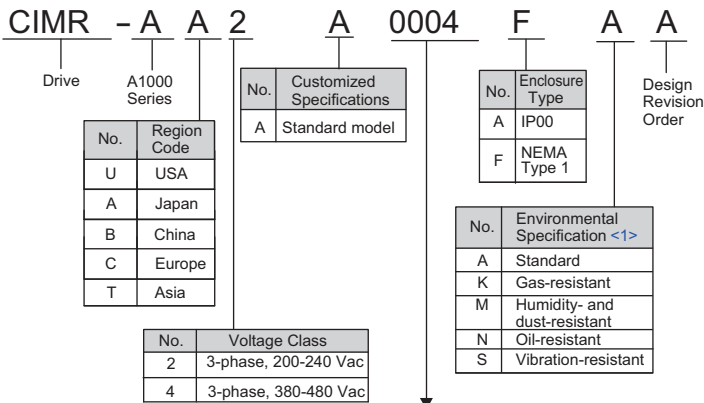 CIMR - A A 2 A 0004 F A A
Drive
A1000 Series
Design Revision Order
No. Region Code
U USA
A Japan
B China
C Europe
T Asia
No. Customized Specifications
A Standard model
No. Enclosure Type
A IP00
F NEMA Type 1
No. Environmental Specification <1>
A Standard
K Gas-resistant
M Humidity- and dust-resistant
N Oil-resistant
S Vibration-resistant
No. Voltage Class
2 3-phase, 200-240 Vac
4 3-phase, 380-480 Vac